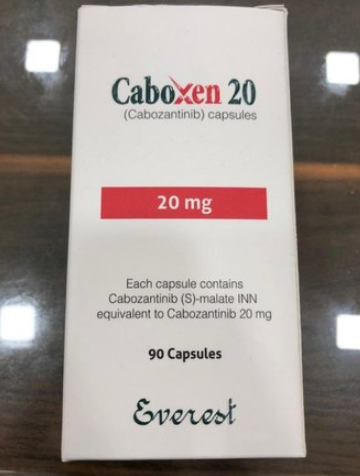 Caboxen 20
(Cabozantinib) capsules
20 mg
Each capsule contains
Cabozantinib (S)-malate INN
equivalent to Cabozantinib 20 mg
90 Capsules
Everest